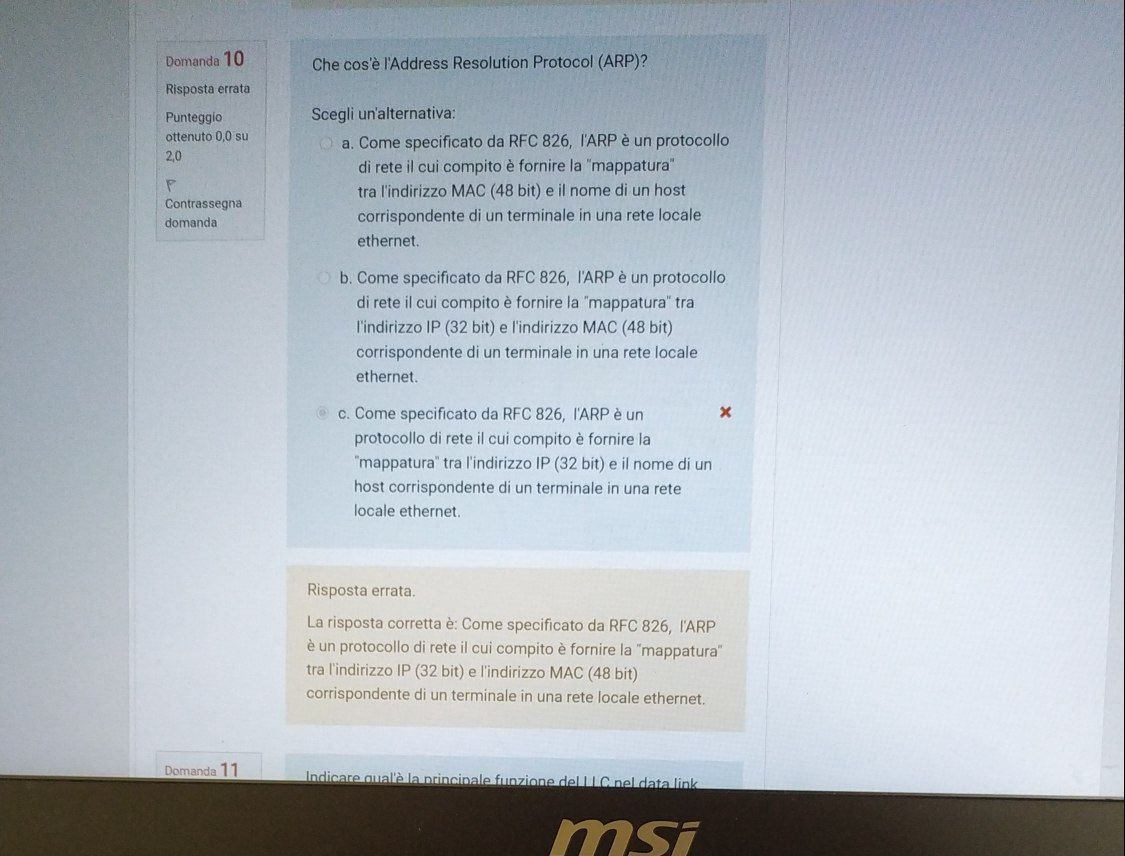 Domanda 10
Risposta errata
Punteggio
ottenuto 0,0 su
2,0
Contrassegna
domanda
Che cos'è l'Address Resolution Protocol (ARP)?
Scegli un'alternativa:
a. Come specificato da RFC 826, l'ARP è un protocollo
di rete il cui compito è fornire la "mappatura"
tra l'indirizzo MAC (48 bit) e il nome di un host
corrispondente di un terminale in una rete locale
ethernet.
b. Come specificato da RFC 826, l'ARP è un protocollo
di rete il cui compito è fornire la "mappatura" tra
l'indirizzo IP (32 bit) e l'indirizzo MAC (48 bit)
corrispondente di un terminale in una rete locale
ethernet.
c. Come specificato da RFC 826, l'ARP è un
protocollo di rete il cui compito è fornire la
"mappatura" tra l'indirizzo IP (32 bit) e il nome di un
host corrispondente di un terminale in una rete
locale ethernet.
Risposta errata.
La risposta corretta è: Come specificato da RFC 826, l'ARP
è un protocollo di rete il cui compito è fornire la "mappatura"
tra l'indirizzo IP (32 bit) e l'indirizzo MAC (48 bit)
corrispondente di un terminale in una rete locale ethernet.
Domanda 11
Indicare qual'è la principale funzione del LLC nel data link
msi